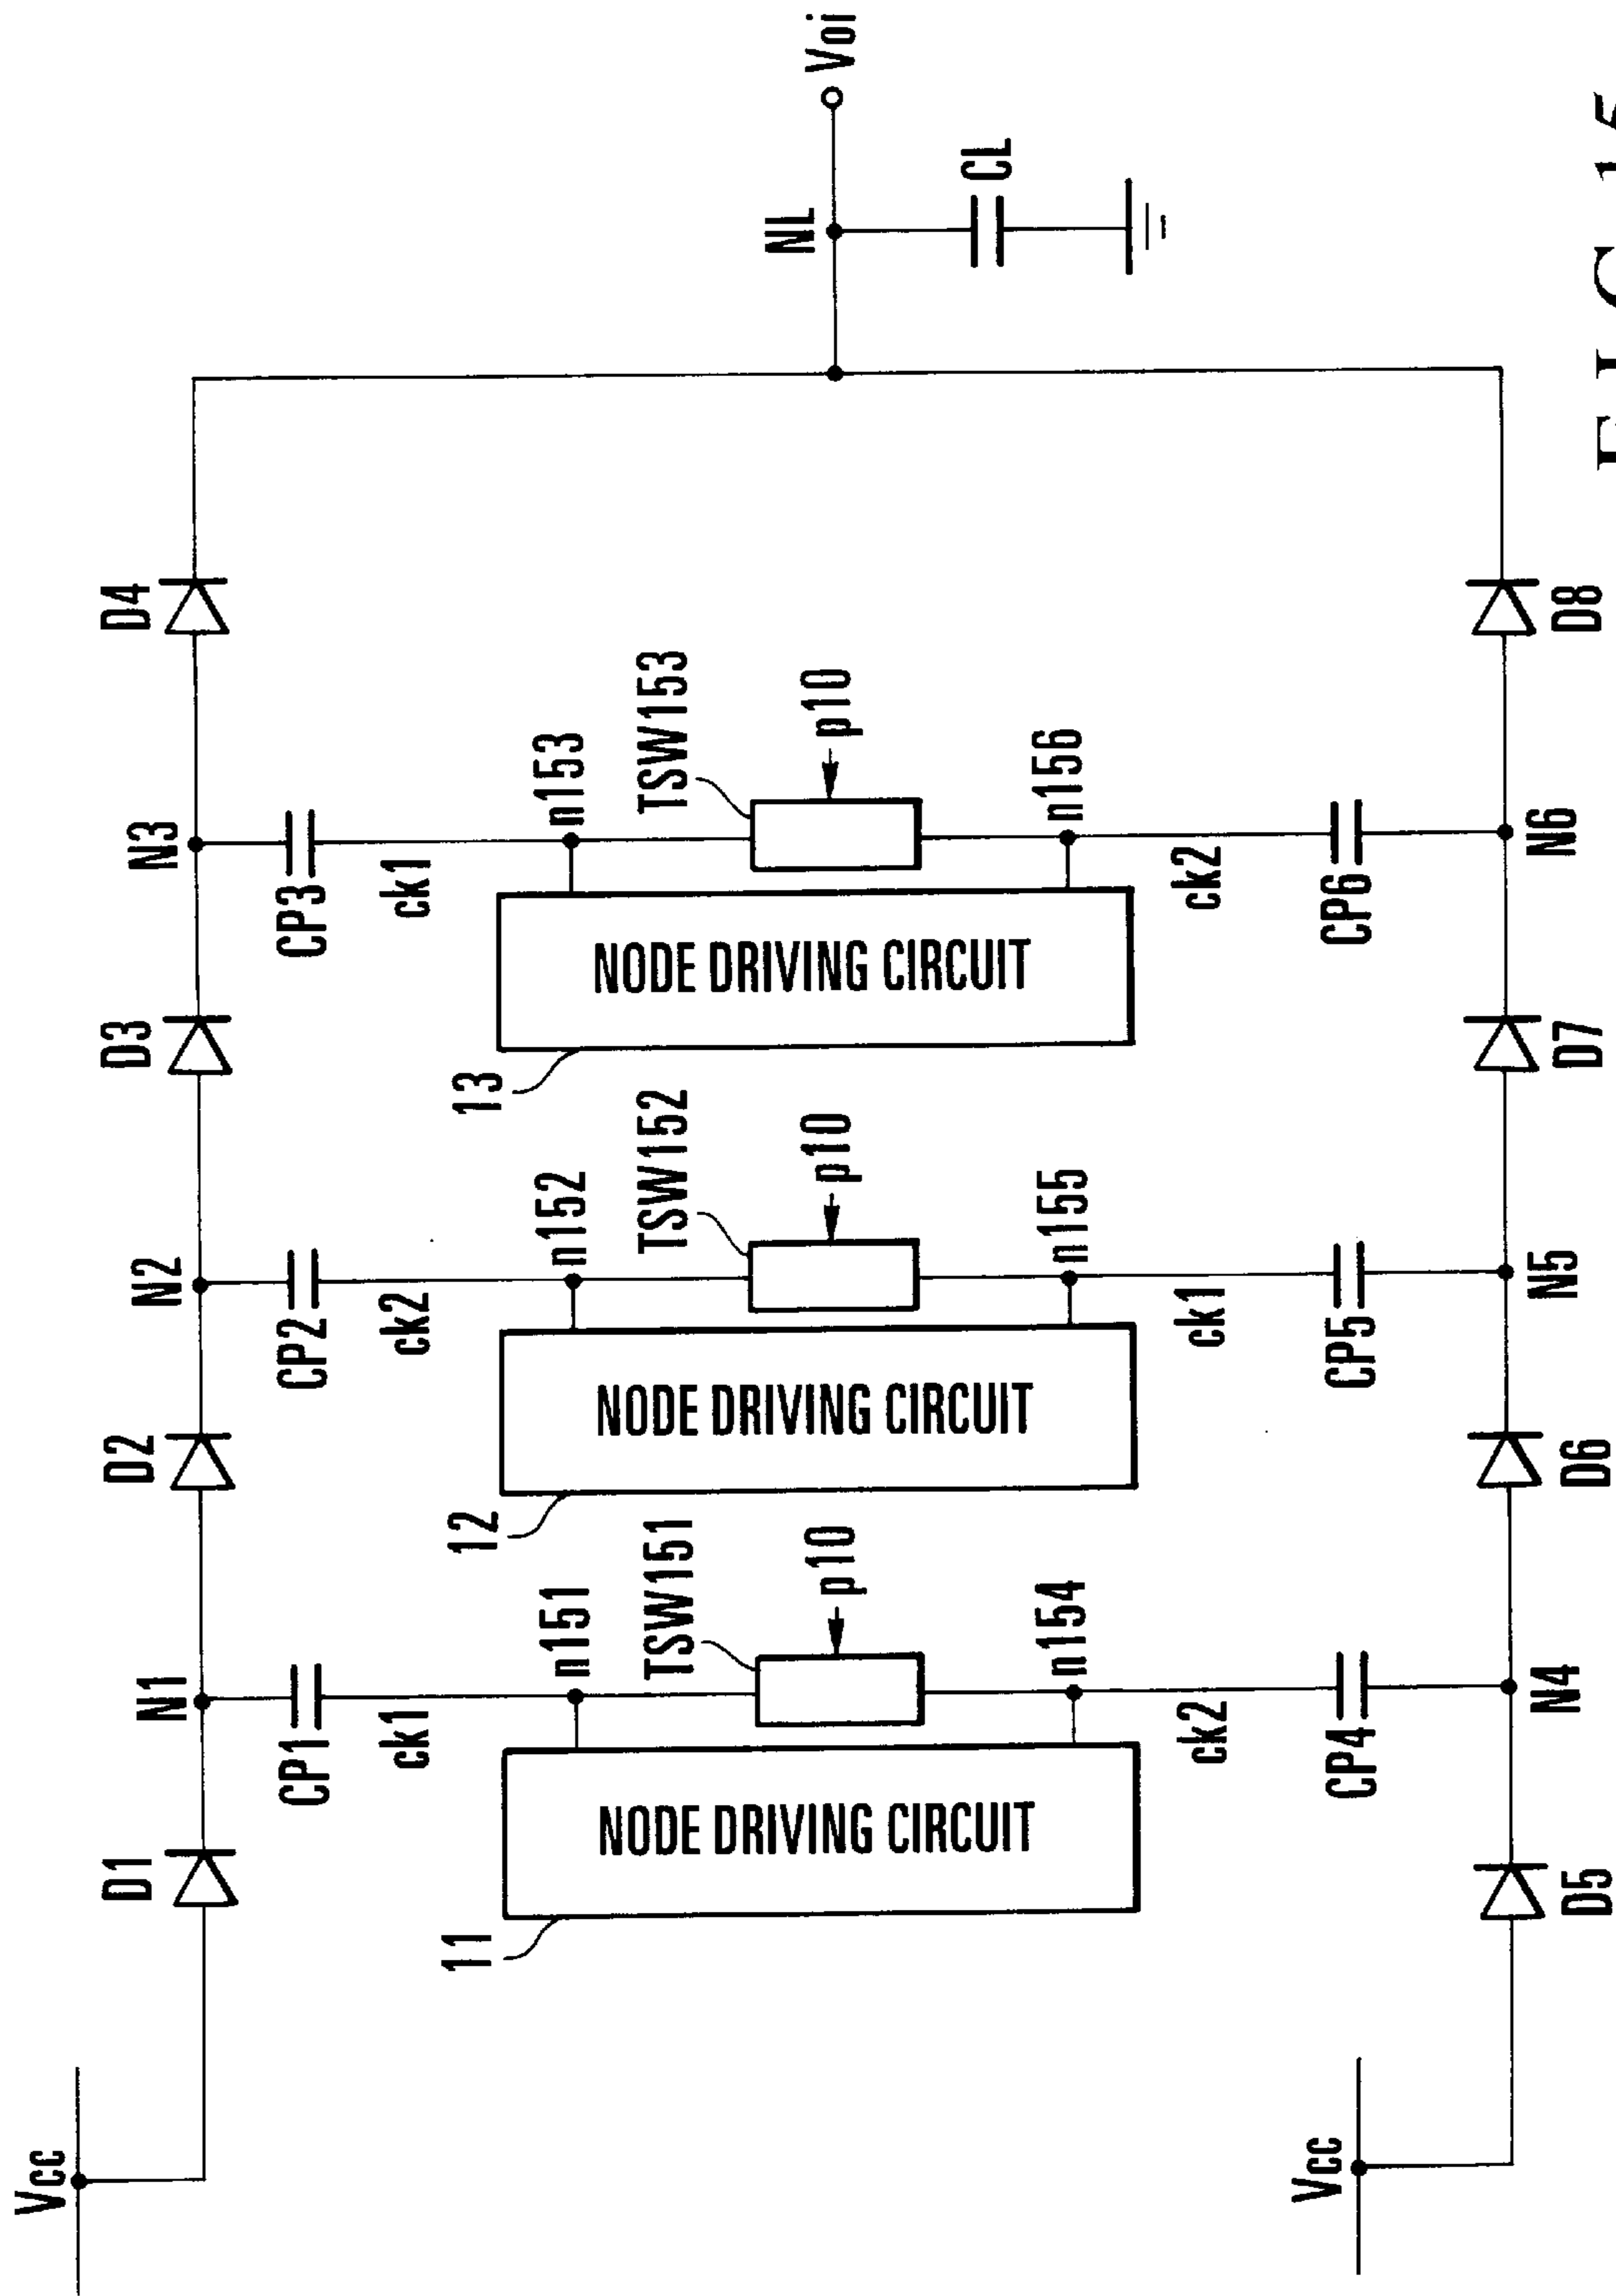 Vcc
D1
N1
D2
N2
D3
N3
D4
CP1
CP2
CP3
ck1
ck2
ck1
n151
n152
n153
TSW151
TSW152
TSW153
11
NODE DRIVING CIRCUIT
12
NODE DRIVING CIRCUIT
13
NODE DRIVING CIRCUIT
p10
p10
p10
NL
Voi
CL
n154
n155
n156
ck2
ck1
ck2
CP4
CP5
CP6
Vcc
D5
N4
D6
N5
D7
N6
D8
FIG. 15